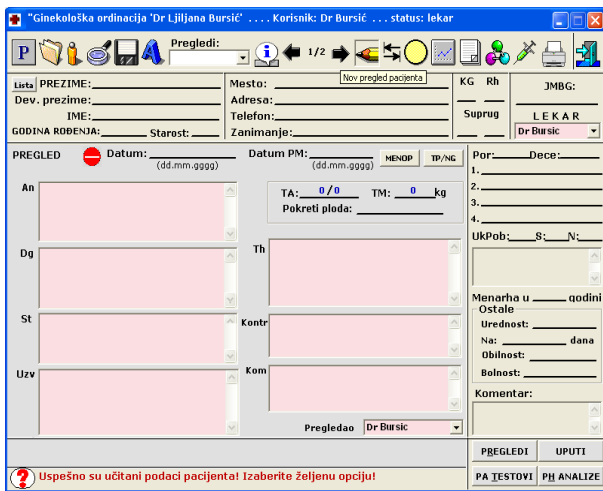 "Ginekološka ordinacija 'Dr Ljiljana Bursić' .... Korisnik: Dr Bursić ... status: lekar
P
Pregledi:
1/2
Nov pregled pacijenta
Lista PREZIME:
Mesto:
KG Rh
JMBG:
Dev. prezime:
Adresa:
IME:
Telefon:
Suprug
LEKAR
GODINA ROĐENJA: Starost:
Zanimanje:
Dr Bursic
PREGLED Datum: Datum PM: MENOP TP/NG
(dd.mm.gggg) (dd.mm.gggg)
Por: Dece:
1.
2.
3.
4.
An
TA: 0/0 TM: 0 kg
Pokreti ploda:
UkPob: S: N:
Dg
Th
Menarha u godini
St
Kontr
Ostale
Urednost:
Na: dana
Obilnost:
Bolnost:
Uzv
Kom
Komentar:
Pregledao Dr Bursic
PREGLEDI UPUTI
? Uspešno su učitani podaci pacijenta! Izaberite željenu opciju!
PA TESTOVI PH ANALIZE